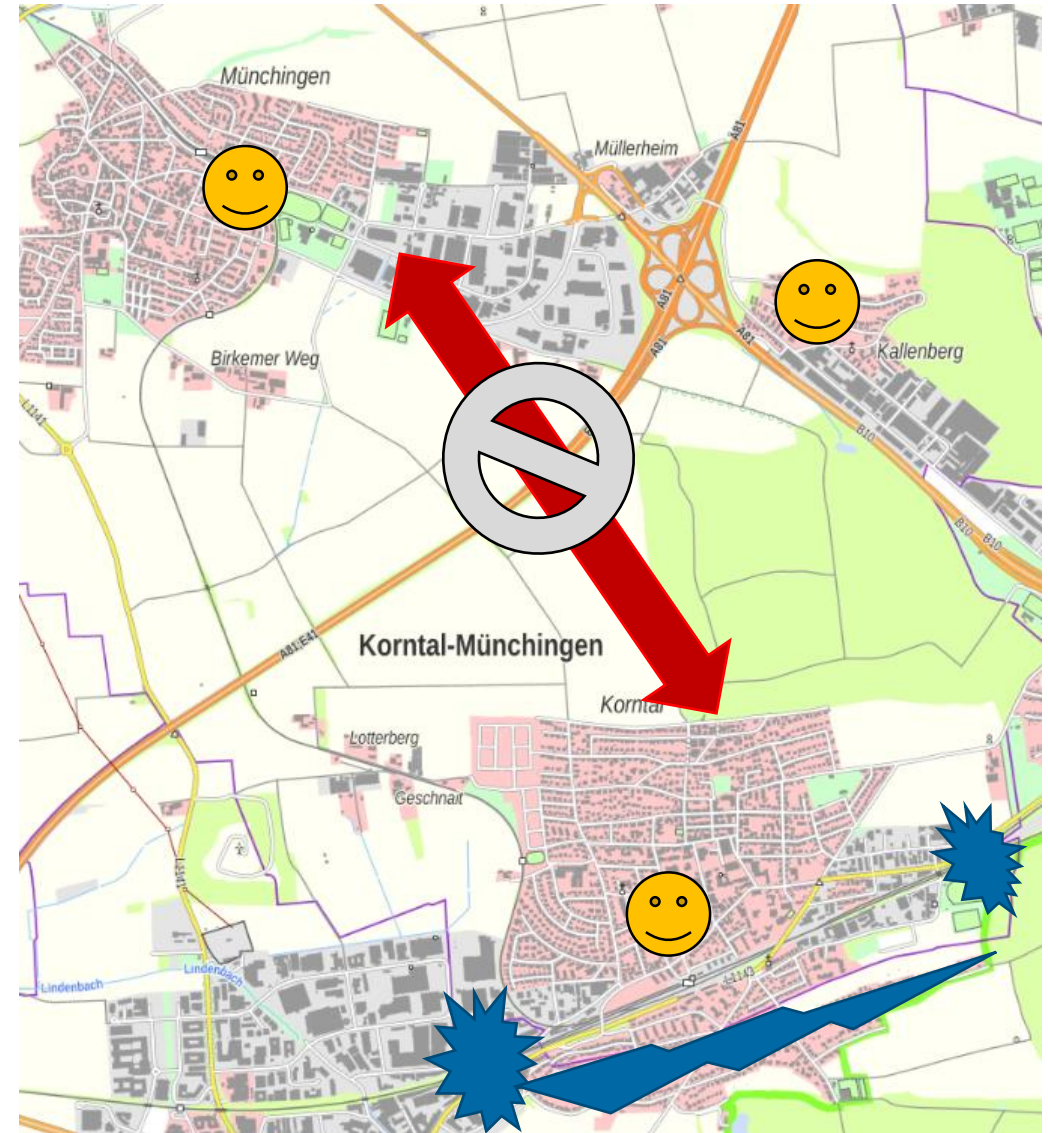 Münchingen
Müllerheim
A81
A81
A81
A81
Kallenberg
Birkemer Weg
L1141
B10
B10
B10
A81;E41
Korntal-Münchingen
Korntal
Lotterberg
Geschnait
L1141
Lindenbach
Lindenbach
L1143